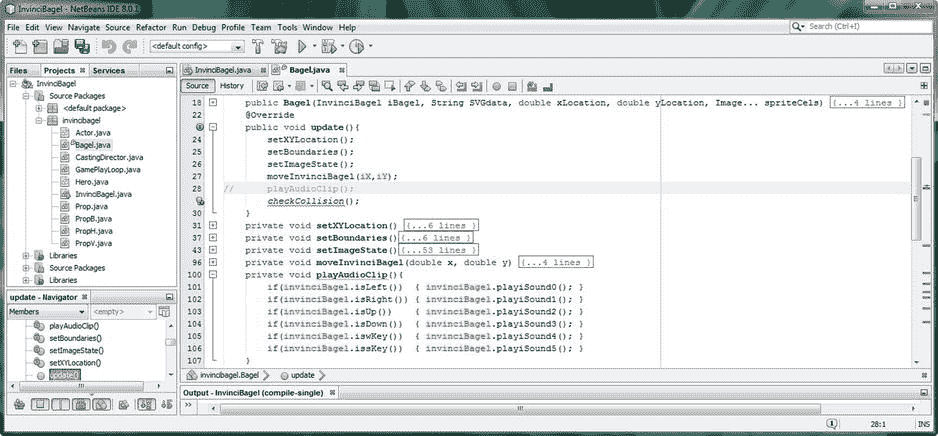 InvinciBagel - NetBeans IDE 8.0.1
File Edit View Navigate Source Refactor Run Debug Profile Team Tools Window Help
Search (Ctrl+I)
<default config>
Files Projects Services
InvinciBagel.java Bagel.java
Source History
InvinciBagel
Source Packages
<default package>
invincibagel
Actor.java
Bagel.java
CastingDirector.java
GamePlayLoop.java
Hero.java
InvinciBagel.java
Prop.java
PropB.java
PropH.java
PropV.java
Libraries
Source Packages
Libraries
update - Navigator
Members <empty>
playAudioClip()
setBoundaries()
setImageState()
setXYLocation()
update()
18 public Bagel(InvinciBagel iBagel, String SVGdata, double xLocation, double yLocation, Image... spriteCels) {...4 lines }
22 @Override
public void update(){
24 setXYLocation();
25 setBoundaries();
26 setImageState();
27 moveInvinciBagel(iX,iY);
28 // playAudioClip();
checkCollision();
30 }
31 private void setXYLocation() {...6 lines }
37 private void setBoundaries() {...6 lines }
43 private void setImageState() {...53 lines }
96 private void moveInvinciBagel(double x, double y) {...4 lines }
100 private void playAudioClip(){
101 if(invinciBagel.isLeft()) { invinciBagel.playiSound0(); }
102 if(invinciBagel.isRight()) { invinciBagel.playiSound1(); }
103 if(invinciBagel.isUp()) { invinciBagel.playiSound2(); }
104 if(invinciBagel.isDown()) { invinciBagel.playiSound3(); }
105 if(invinciBagel.iswKey()) { invinciBagel.playiSound4(); }
106 if(invinciBagel.issKey()) { invinciBagel.playiSound5(); }
107 }
invincibagel.Bagel update
Output - InvinciBagel (compile-single)
28:1 INS